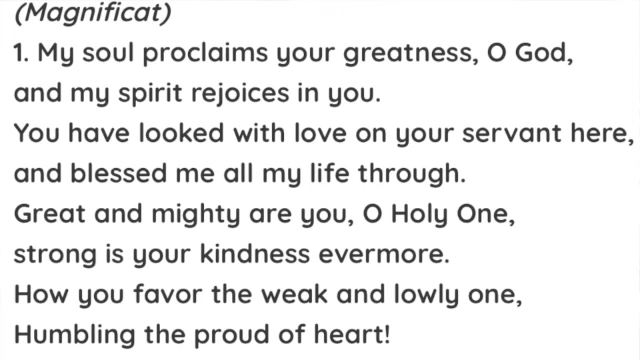 (Magnificat)
1. My soul proclaims your greatness, O God,
and my spirit rejoices in you.
You have looked with love on your servant here,
and blessed me all my life through.
Great and mighty are you, O Holy One,
strong is your kindness evermore.
How you favor the weak and lowly one,
Humbling the proud of heart!